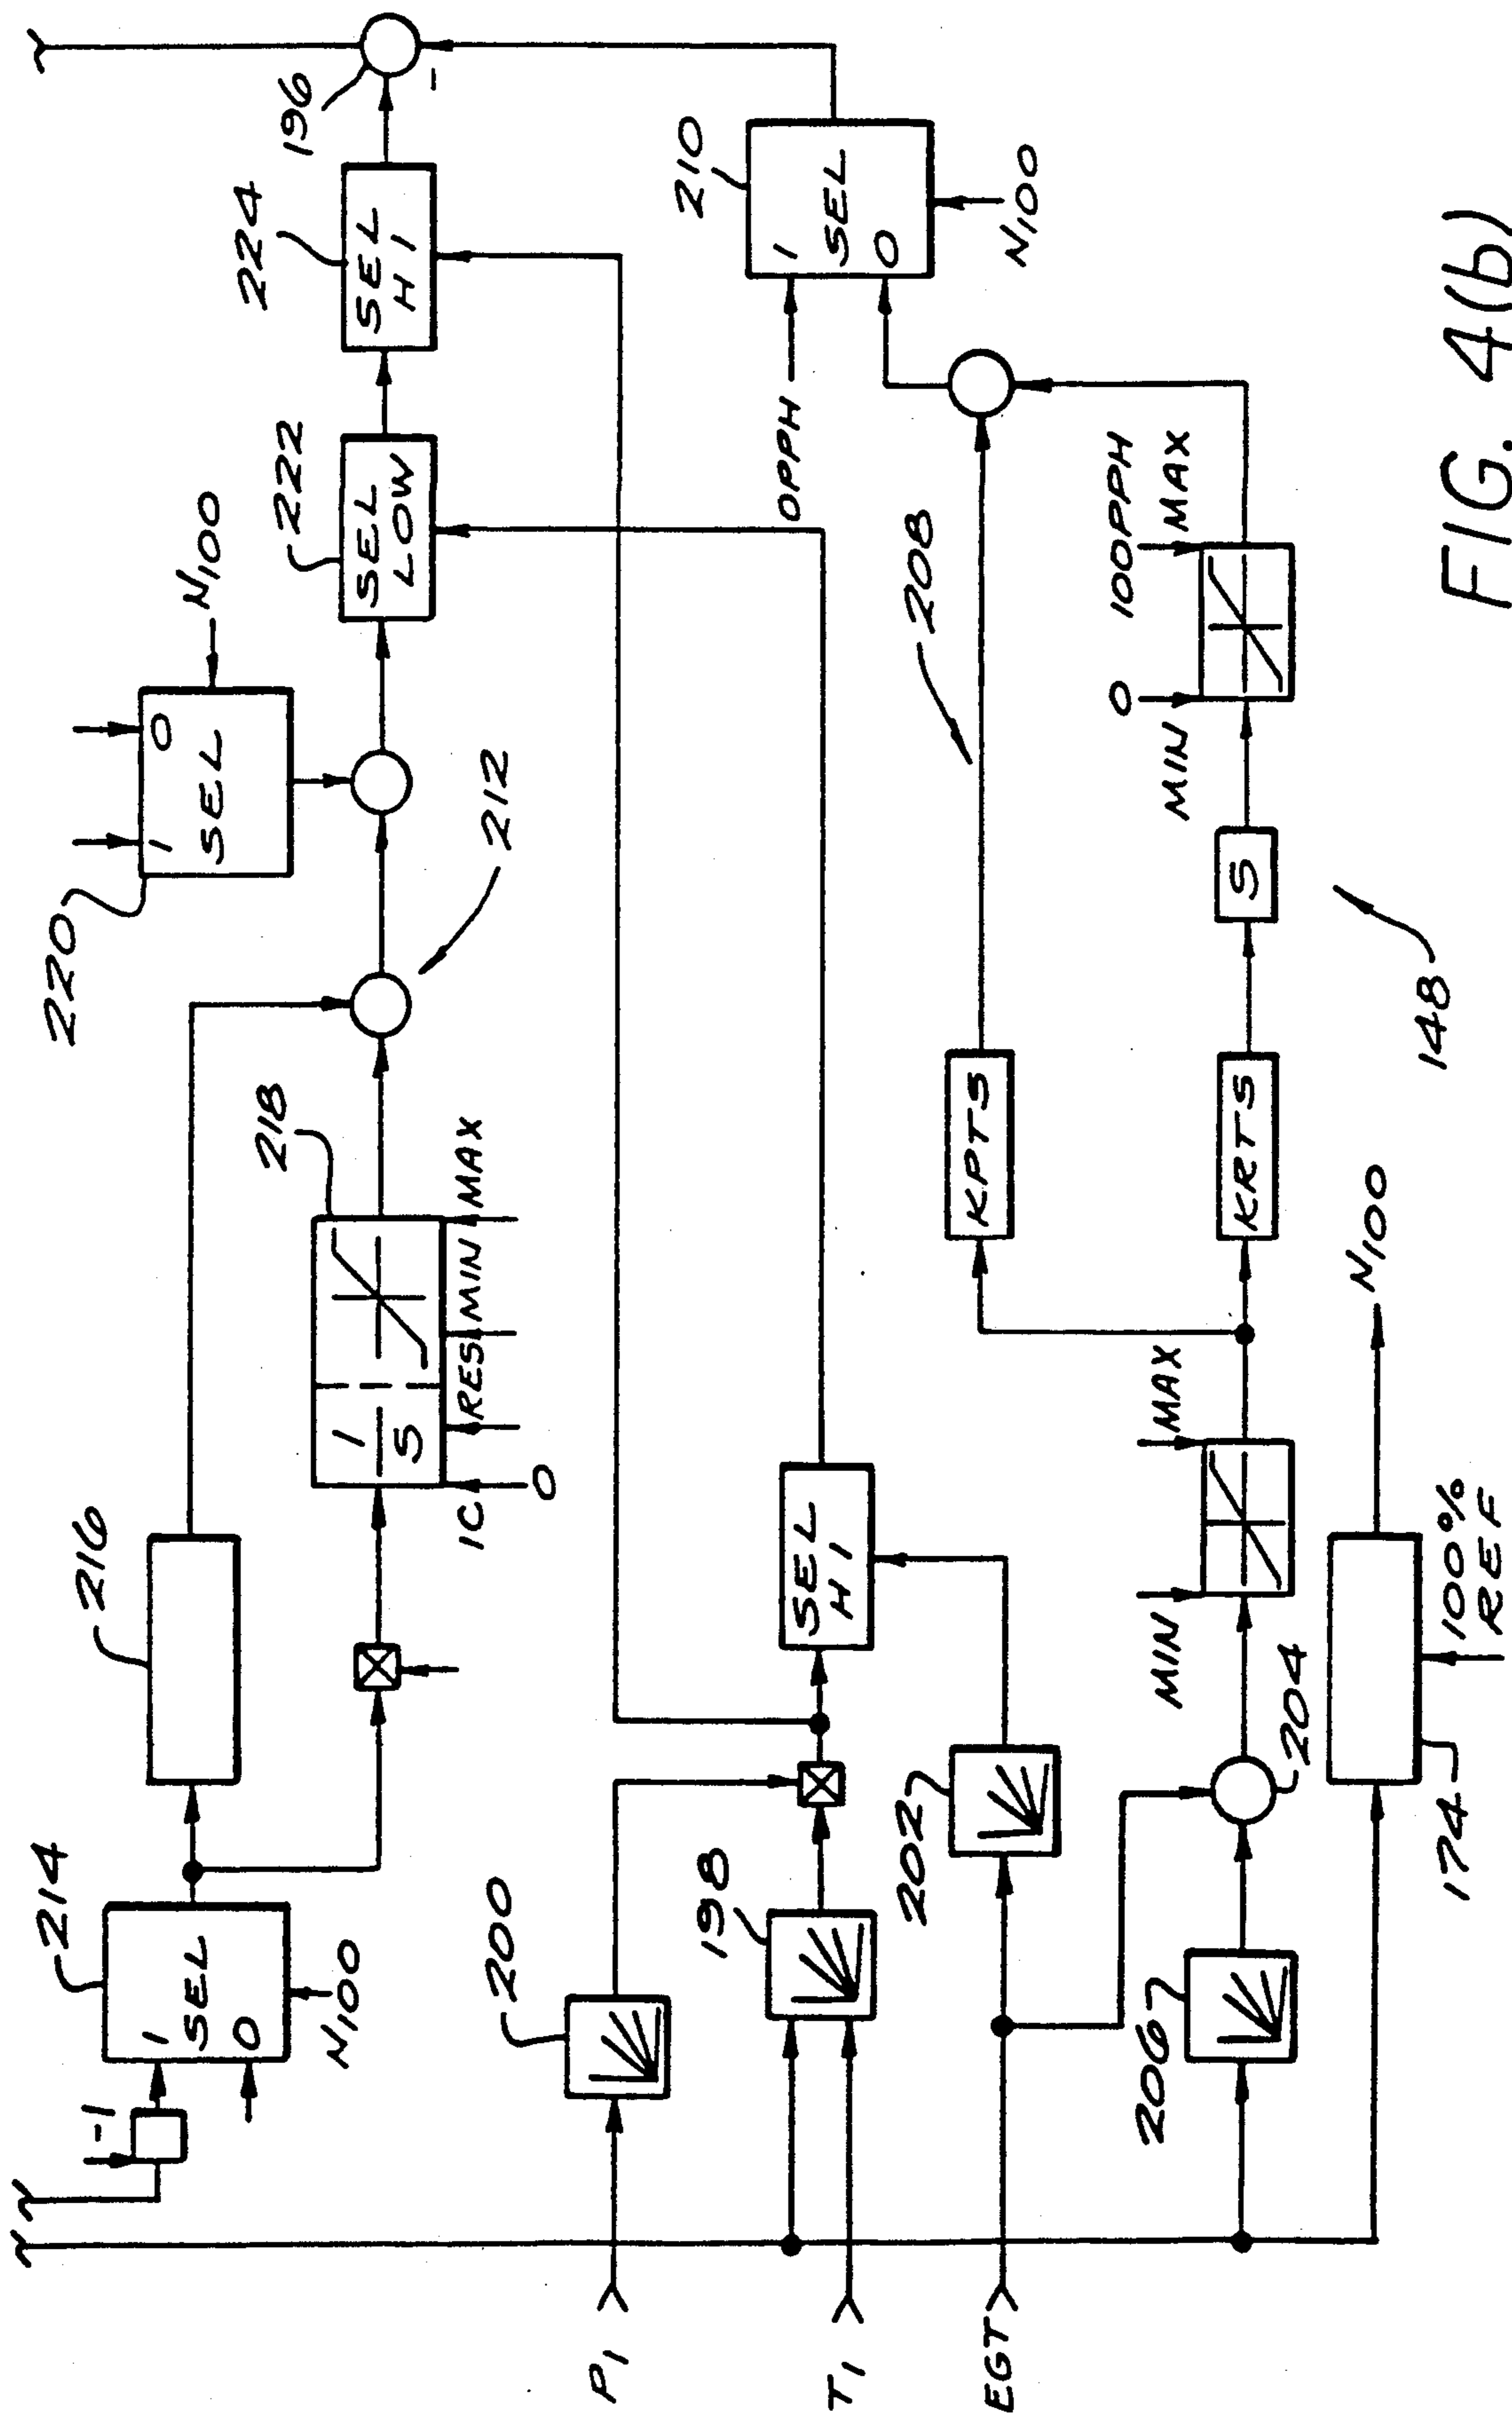 -1
214
1
SEL
0
N100
216
IC
0
1
S
RES
MIN
MAX
218
212
220
1
0
SEL
N100
222
SEL
LOW
224
SEL
HI
196
-
P1
200
T1
198
SEL
HI
EGT
202
206
204
MIN
MAX
KPTS
KRTS
208
S
MIN
0
100PPH
MAX
0PPH
1
SEL
0
210
N100
174
100%
REF
N100
148
FIG. 4(b)